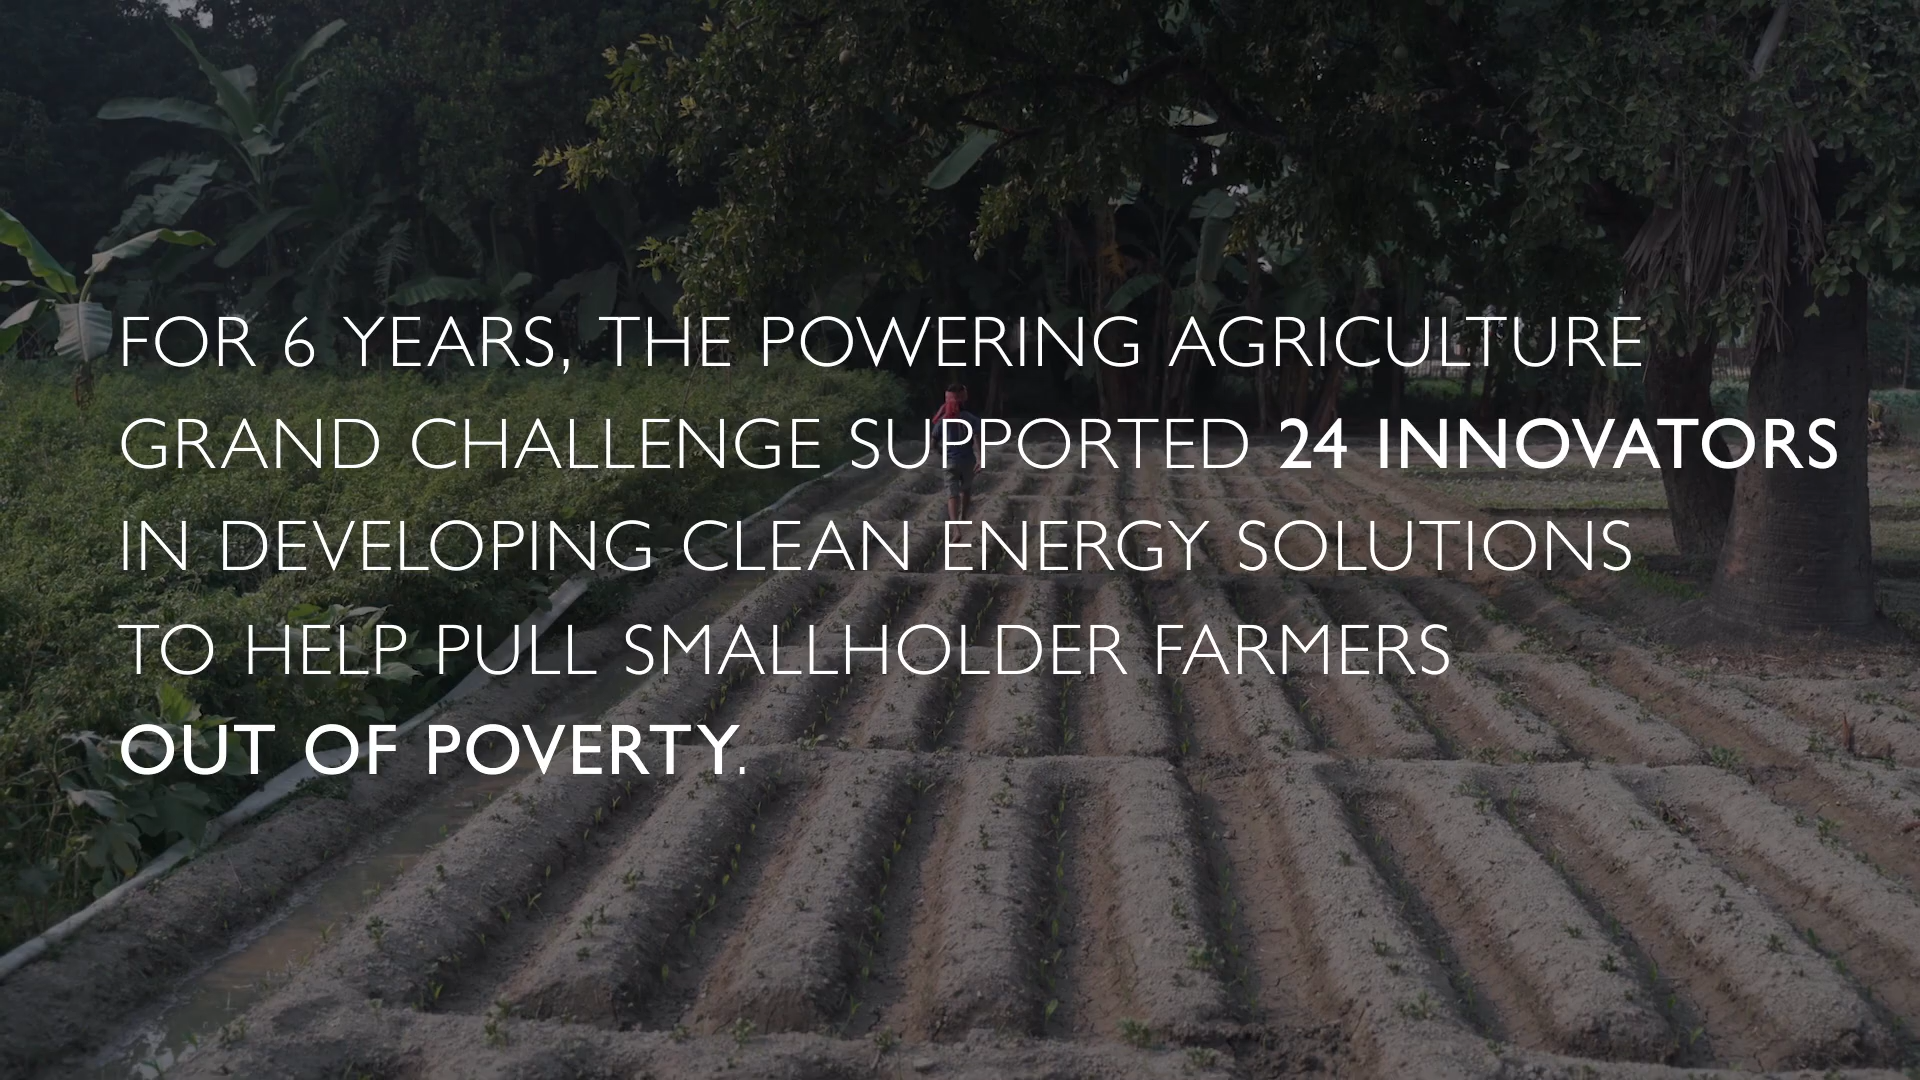 FOR 6 YEARS, THE POWERING AGRICULTURE
GRAND CHALLENGE SUPPORTED 24 INNOVATORS
IN DEVELOPING CLEAN ENERGY SOLUTIONS
TO HELP PULL SMALLHOLDER FARMERS
OUT OF POVERTY.